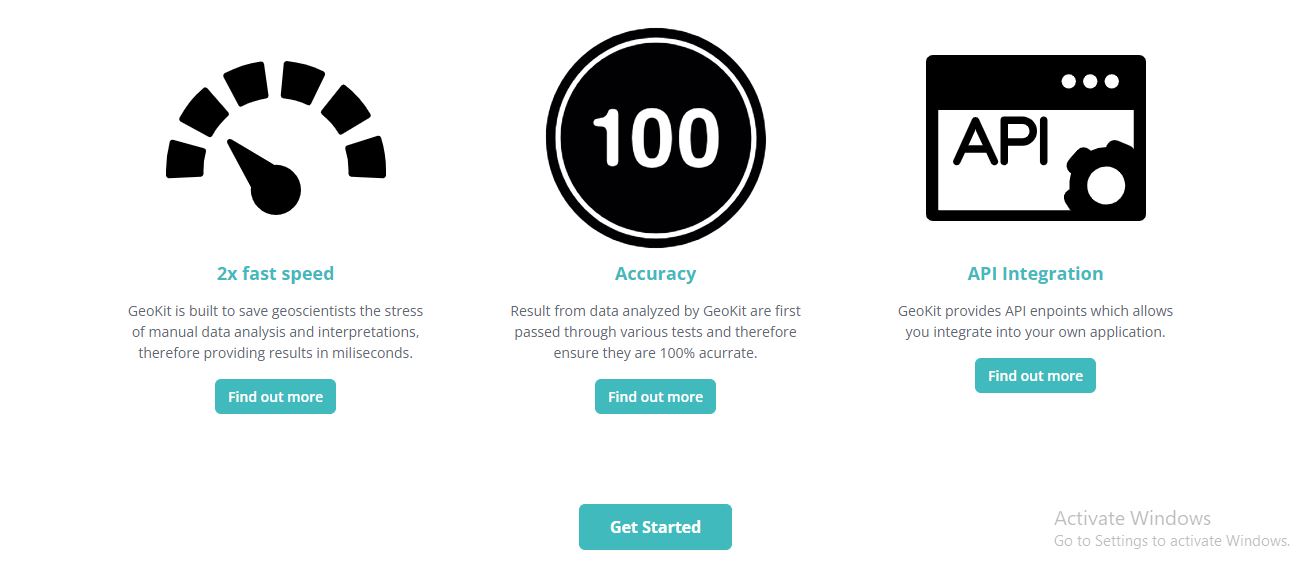 100
API
2x fast speed
GeoKit is built to save geoscientists the stress
of manual data analysis and interpretations,
therefore providing results in miliseconds.
Find out more
Accuracy
Result from data analyzed by GeoKit are first
passed through various tests and therefore
ensure they are 100% acurrate.
Find out more
API Integration
GeoKit provides API enpoints which allows
you integrate into your own application.
Find out more
Get Started
Activate Windows
Go to Settings to activate Windows.